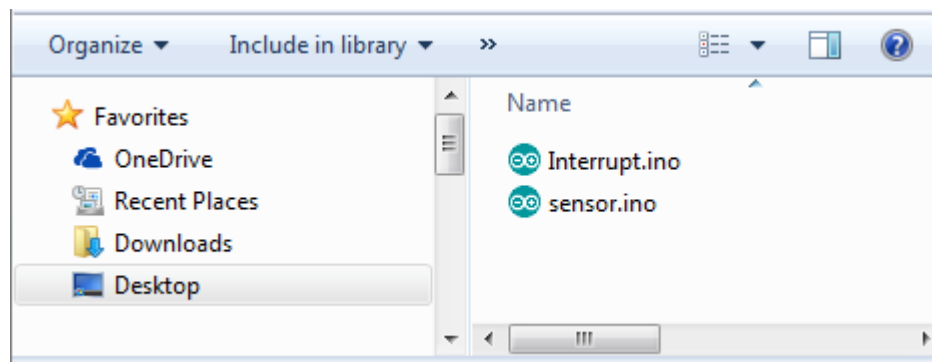 Organize Include in library »
Favorites
OneDrive
Recent Places
Downloads
Desktop
Name
Interrupt.ino
sensor.ino